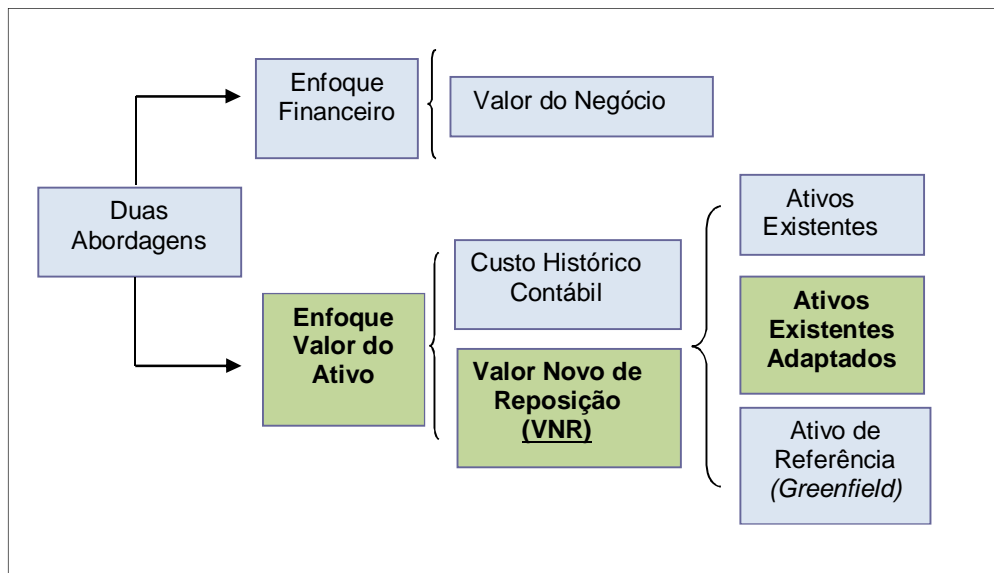 Duas
Abordagens
Enfoque
Financeiro
Valor do Negócio
Enfoque
Valor do
Ativo
Custo Histórico
Contábil
Valor Novo de
Reposição
(VNR)
Ativos
Existentes
Ativos
Existentes
Adaptados
Ativo de
Referência
(Greenfield)